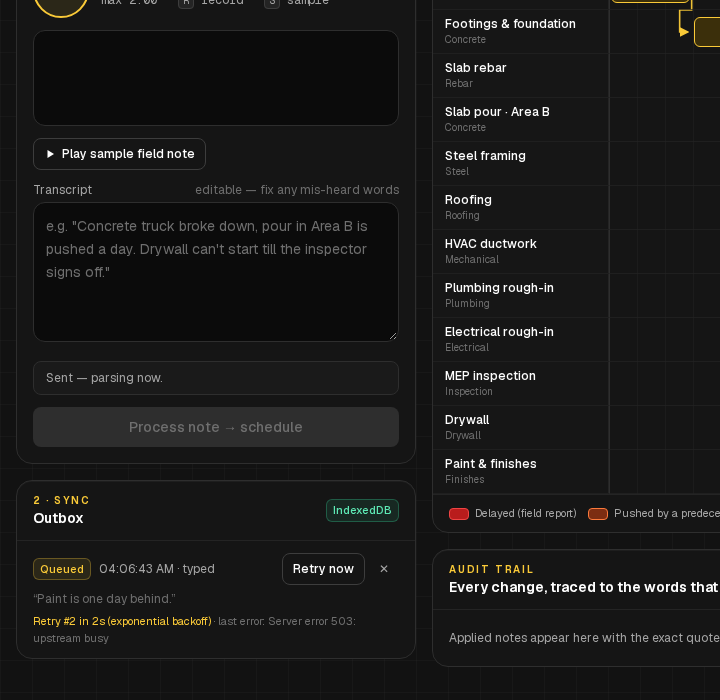 max 2:00 R record S sample
Play sample field note
Transcript editable — fix any mis-heard words
e.g. "Concrete truck broke down, pour in Area B is
pushed a day. Drywall can't start till the inspector
signs off."
Sent — parsing now.
Process note → schedule
2 · SYNC
Outbox
IndexedDB
Queued 04:06:43 AM · typed Retry now ×
“Paint is one day behind.”
Retry #2 in 2s (exponential backoff) · last error: Server error 503:
upstream busy
Footings & foundation
Concrete
Slab rebar
Rebar
Slab pour · Area B
Concrete
Steel framing
Steel
Roofing
Roofing
HVAC ductwork
Mechanical
Plumbing rough-in
Plumbing
Electrical rough-in
Electrical
MEP inspection
Inspection
Drywall
Drywall
Paint & finishes
Finishes
Delayed (field report) Pushed by a predece
AUDIT TRAIL
Every change, traced to the words that
Applied notes appear here with the exact quote